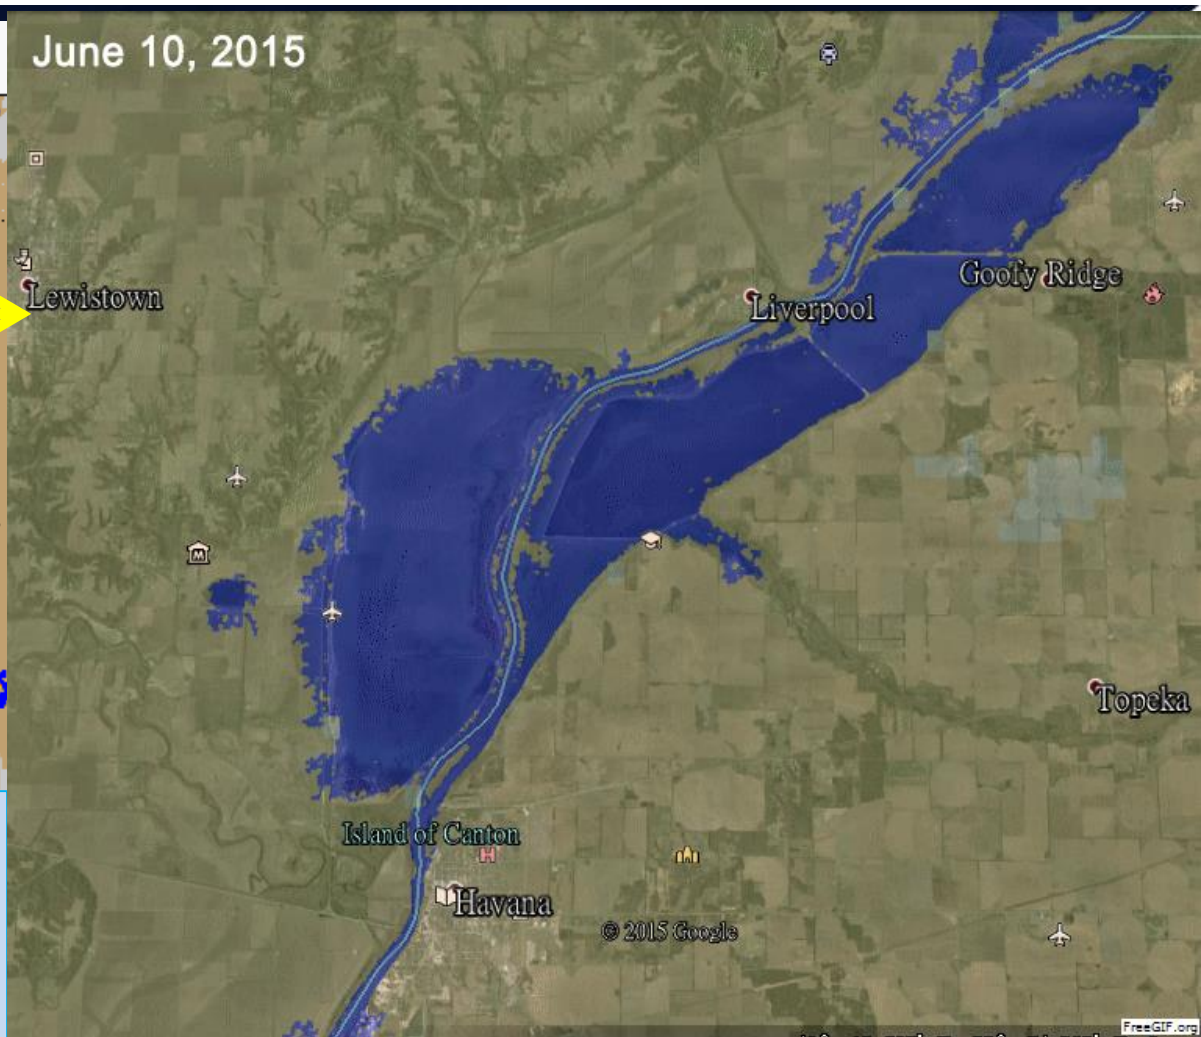 June 10, 2015
Goofy Ridge
Lewistown
Liverpool
Topeka
Island of Canton
Havana
© 2015 Google
FreeGIF.org